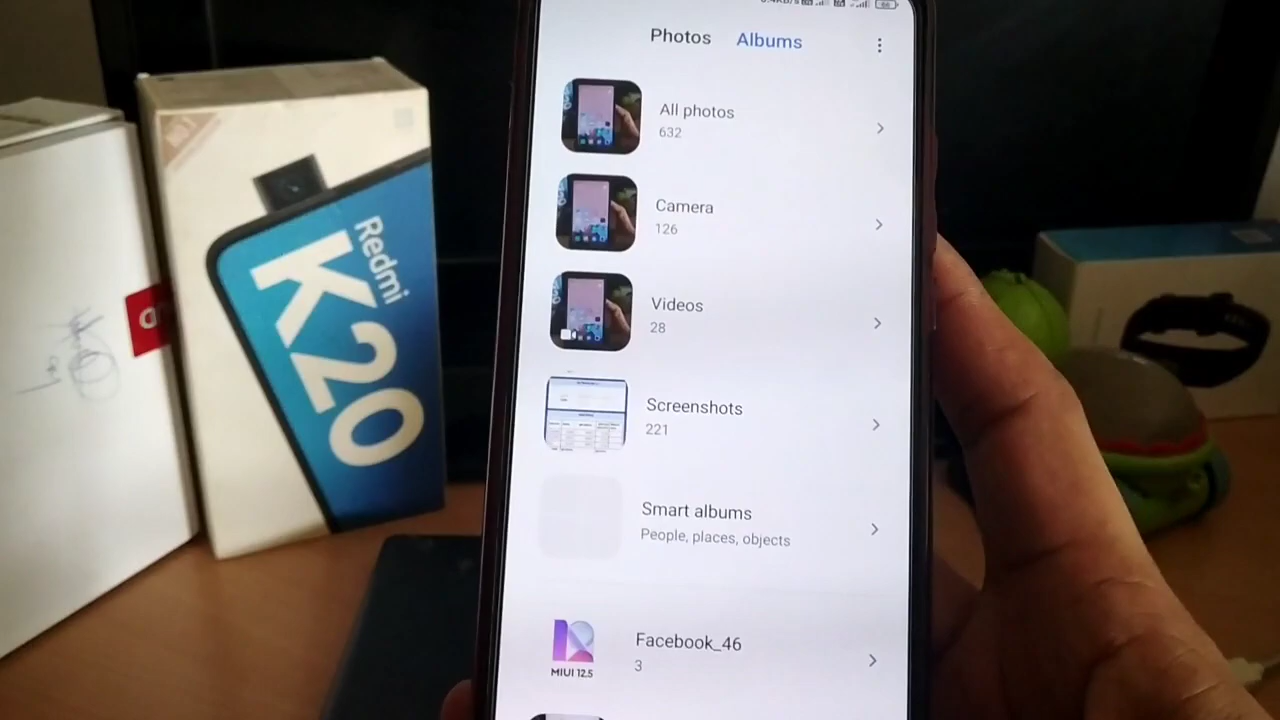 Photos Albums
All photos
632
Camera
126
Videos
28
Screenshots
221
Smart albums
People, places, objects
Facebook_46
3
MIUI 12.5
Redmi
K20